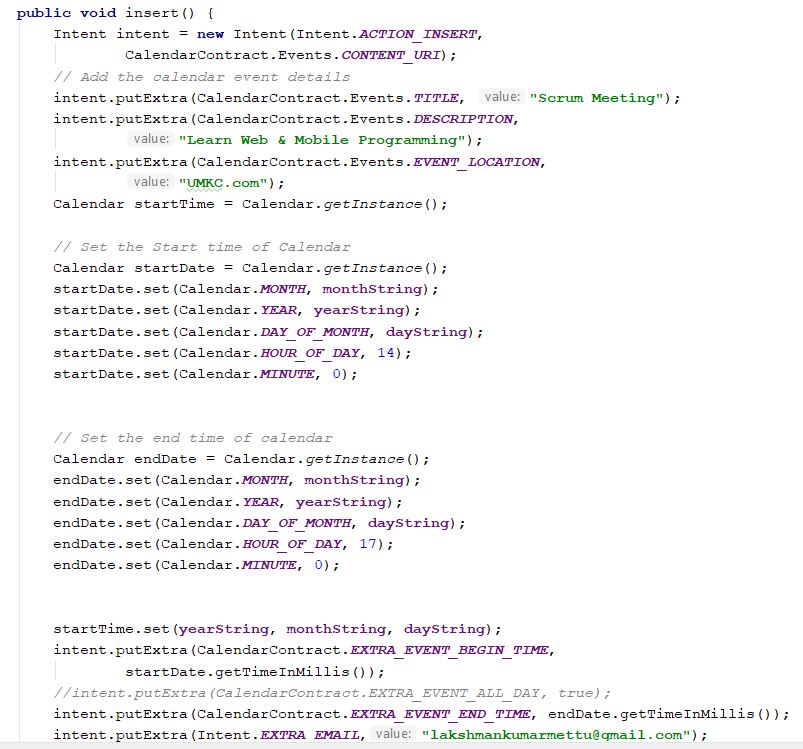 public void insert() {
Intent intent = new Intent(Intent.ACTION_INSERT,
CalendarContract.Events.CONTENT_URI);
// Add the calendar event details
intent.putExtra(CalendarContract.Events.TITLE, value: "Scrum Meeting");
intent.putExtra(CalendarContract.Events.DESCRIPTION,
value: "Learn Web & Mobile Programming");
intent.putExtra(CalendarContract.Events.EVENT_LOCATION,
value: "UMKC.com");
Calendar startTime = Calendar.getInstance();
// Set the Start time of Calendar
Calendar startDate = Calendar.getInstance();
startDate.set(Calendar.MONTH, monthString);
startDate.set(Calendar.YEAR, yearString);
startDate.set(Calendar.DAY_OF_MONTH, dayString);
startDate.set(Calendar.HOUR_OF_DAY, 14);
startDate.set(Calendar.MINUTE, 0);
// Set the end time of calendar
Calendar endDate = Calendar.getInstance();
endDate.set(Calendar.MONTH, monthString);
endDate.set(Calendar.YEAR, yearString);
endDate.set(Calendar.DAY_OF_MONTH, dayString);
endDate.set(Calendar.HOUR_OF_DAY, 17);
endDate.set(Calendar.MINUTE, 0);
startTime.set(yearString, monthString, dayString);
intent.putExtra(CalendarContract.EXTRA_EVENT_BEGIN_TIME,
startDate.getTimeInMillis());
//intent.putExtra(CalendarContract.EXTRA_EVENT_ALL_DAY, true);
intent.putExtra(CalendarContract.EXTRA_EVENT_END_TIME, endDate.getTimeInMillis());
intent.putExtra(Intent.EXTRA_EMAIL, value: "lakshmankumarmettu@gmail.com");